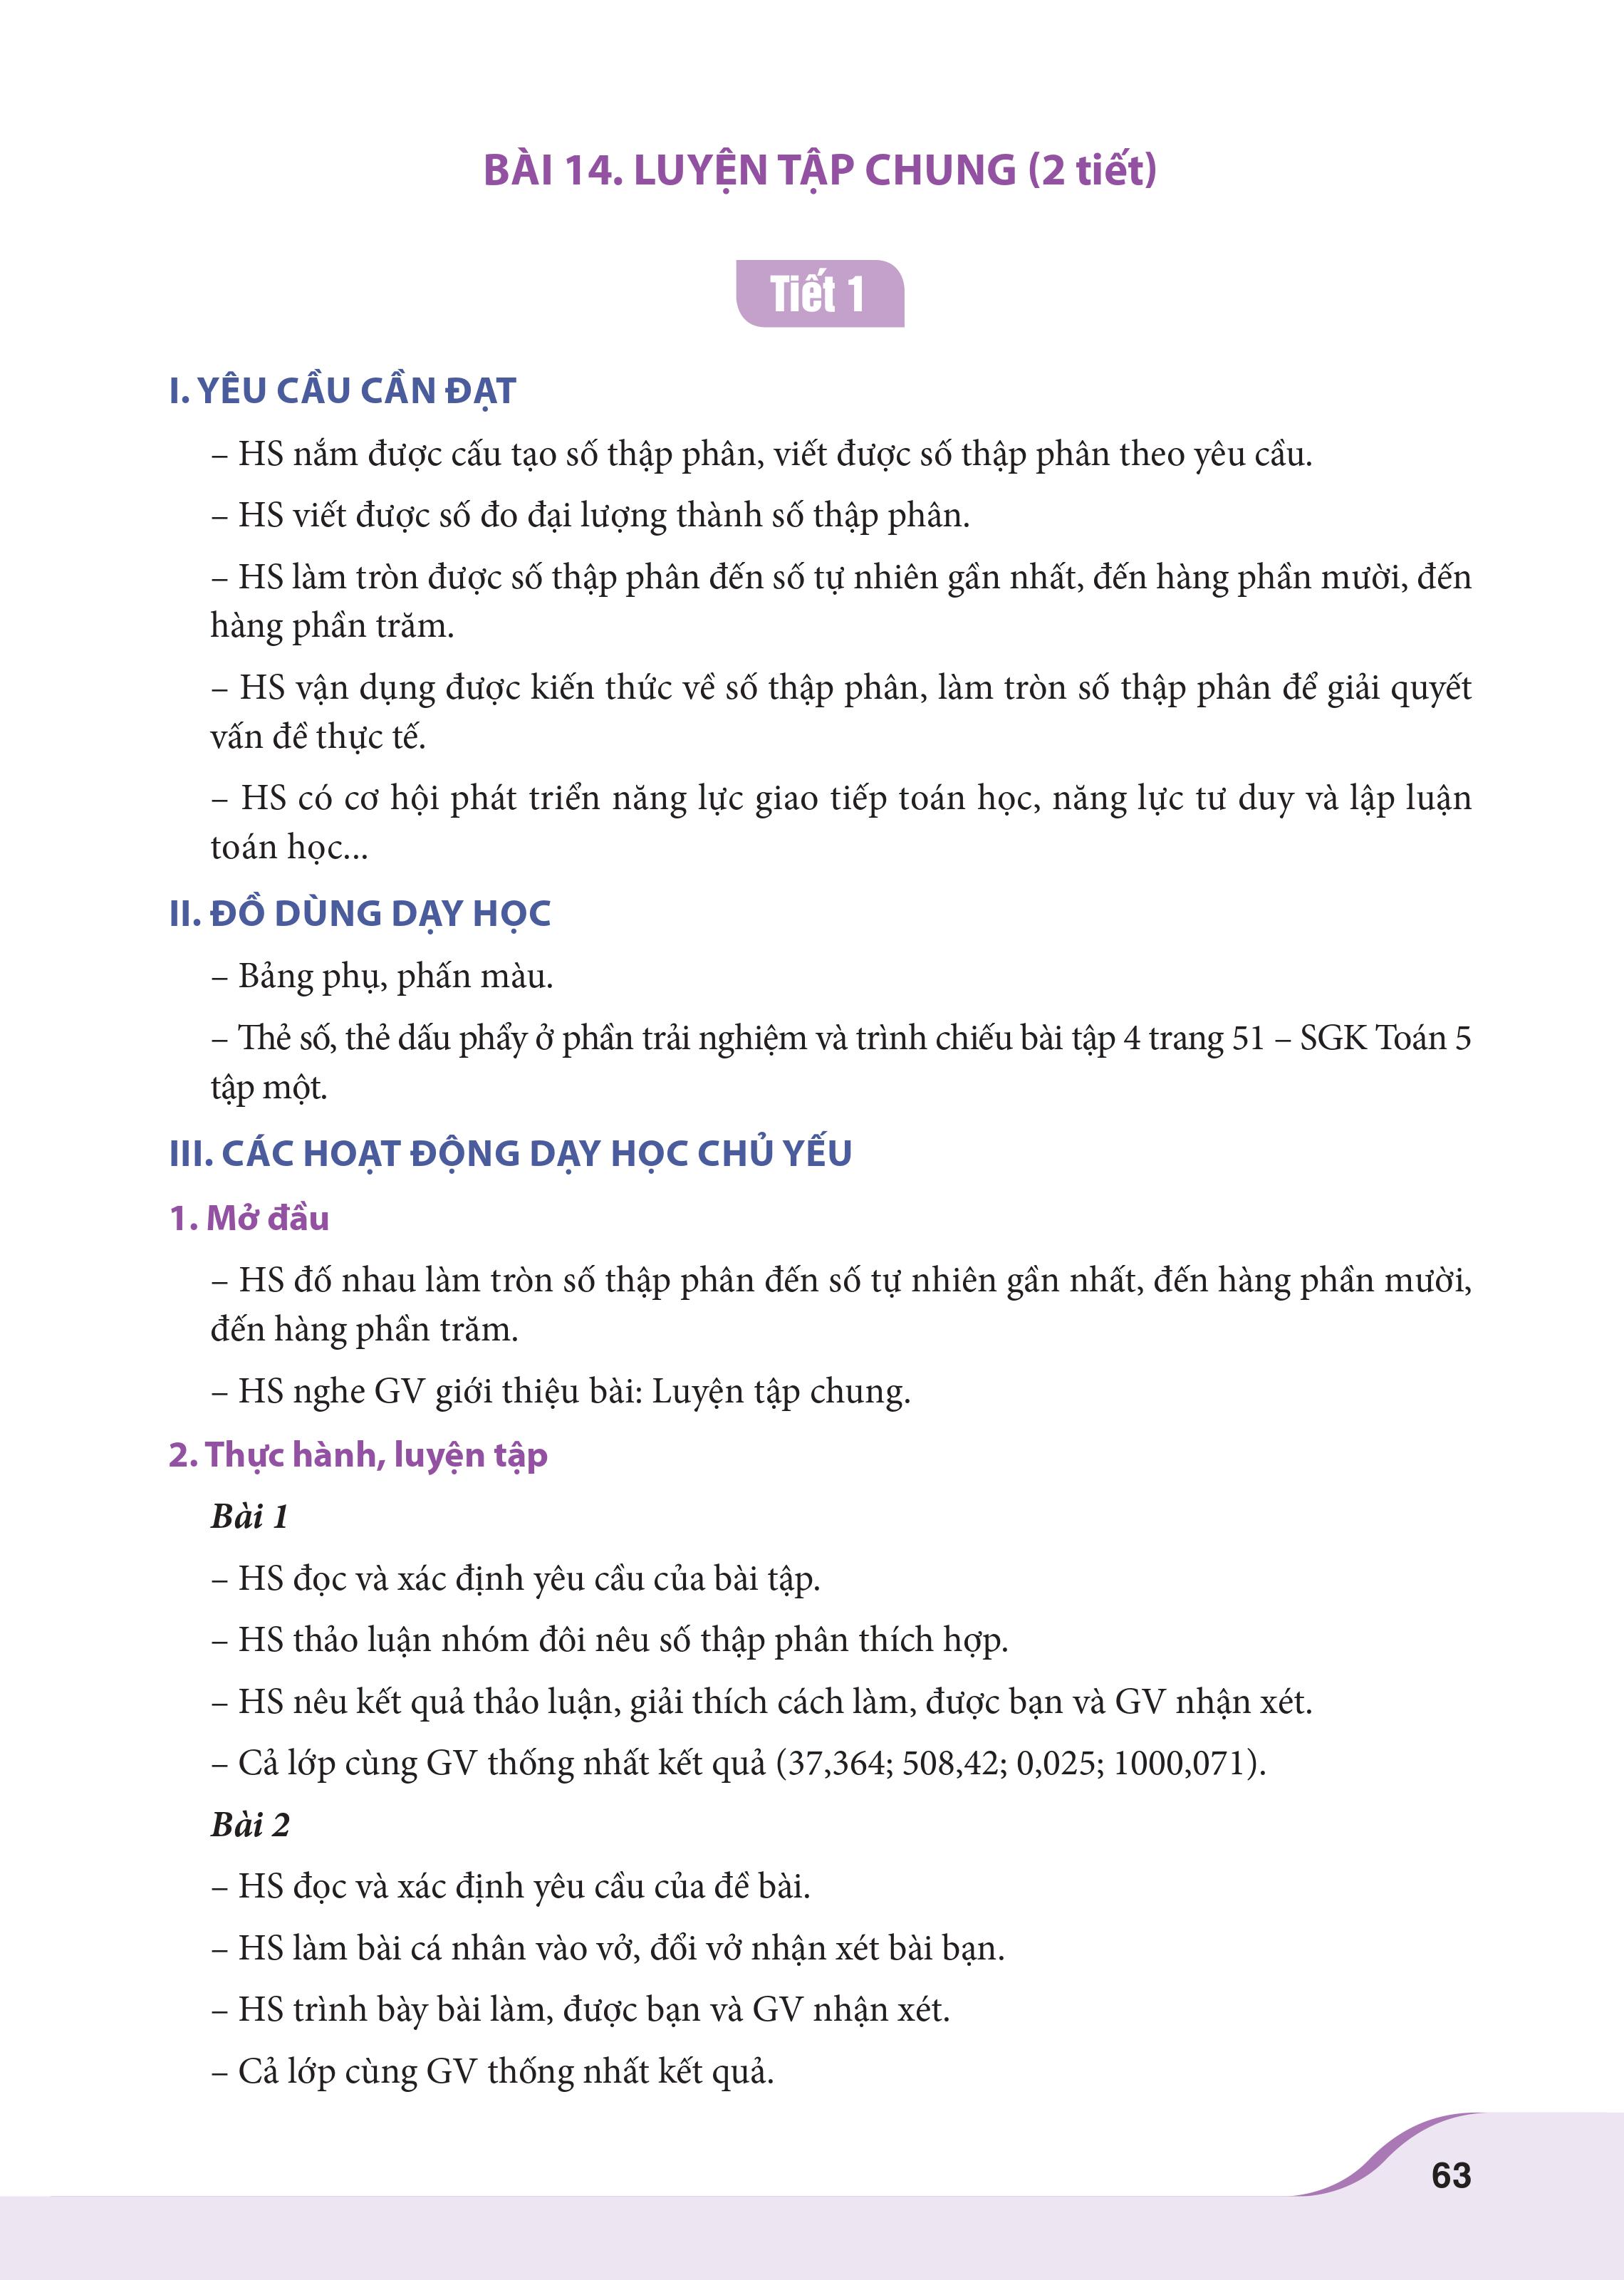 BÀI 14. LUYỆN TẬP CHUNG (2 tiết)
Tiết 1
I. YÊU CẦU CẦN ĐẠT
– HS nắm được cấu tạo số thập phân, viết được số thập phân theo yêu cầu.
– HS viết được số đo đại lượng thành số thập phân.
– HS làm tròn được số thập phân đến số tự nhiên gần nhất, đến hàng phần mười, đến
hàng phần trăm.
– HS vận dụng được kiến thức về số thập phân, làm tròn số thập phân để giải quyết
vấn đề thực tế.
– HS có cơ hội phát triển năng lực giao tiếp toán học, năng lực tư duy và lập luận
toán học...
II. ĐỒ DÙNG DẠY HỌC
– Bảng phụ, phấn màu.
– Thẻ số, thẻ dấu phẩy ở phần trải nghiệm và trình chiếu bài tập 4 trang 51 – SGK Toán 5
tập một.
III. CÁC HOẠT ĐỘNG DẠY HỌC CHỦ YẾU
1. Mở đầu
– HS đố nhau làm tròn số thập phân đến số tự nhiên gần nhất, đến hàng phần mười,
đến hàng phần trăm.
– HS nghe GV giới thiệu bài: Luyện tập chung.
2. Thực hành, luyện tập
Bài 1
– HS đọc và xác định yêu cầu của bài tập.
– HS thảo luận nhóm đôi nêu số thập phân thích hợp.
– HS nêu kết quả thảo luận, giải thích cách làm, được bạn và GV nhận xét.
– Cả lớp cùng GV thống nhất kết quả (37,364; 508,42; 0,025; 1000,071).
Bài 2
– HS đọc và xác định yêu cầu của đề bài.
– HS làm bài cá nhân vào vở, đổi vở nhận xét bài bạn.
– HS trình bày bài làm, được bạn và GV nhận xét.
– Cả lớp cùng GV thống nhất kết quả.
63